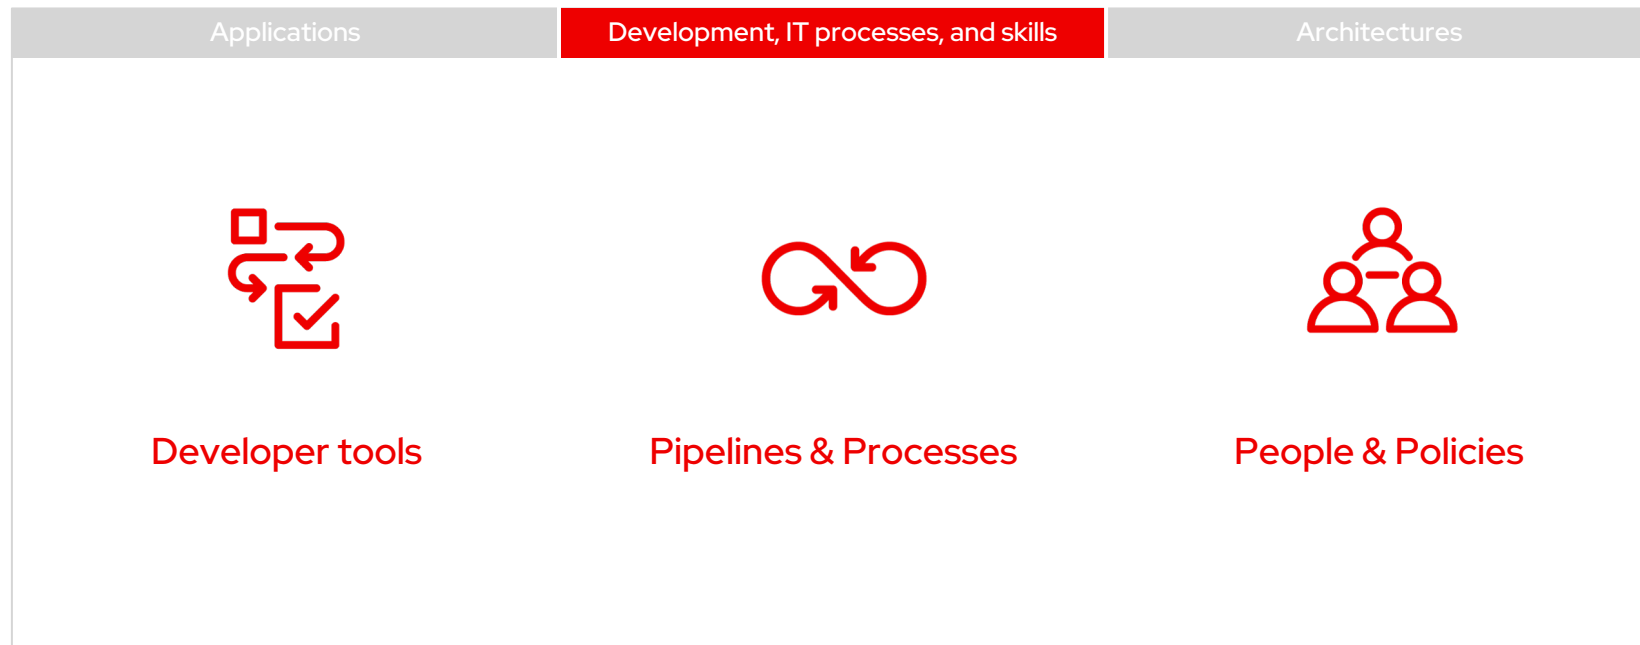 Applications
Development, IT processes, and skills
Architectures
Developer tools
Pipelines & Processes
People & Policies